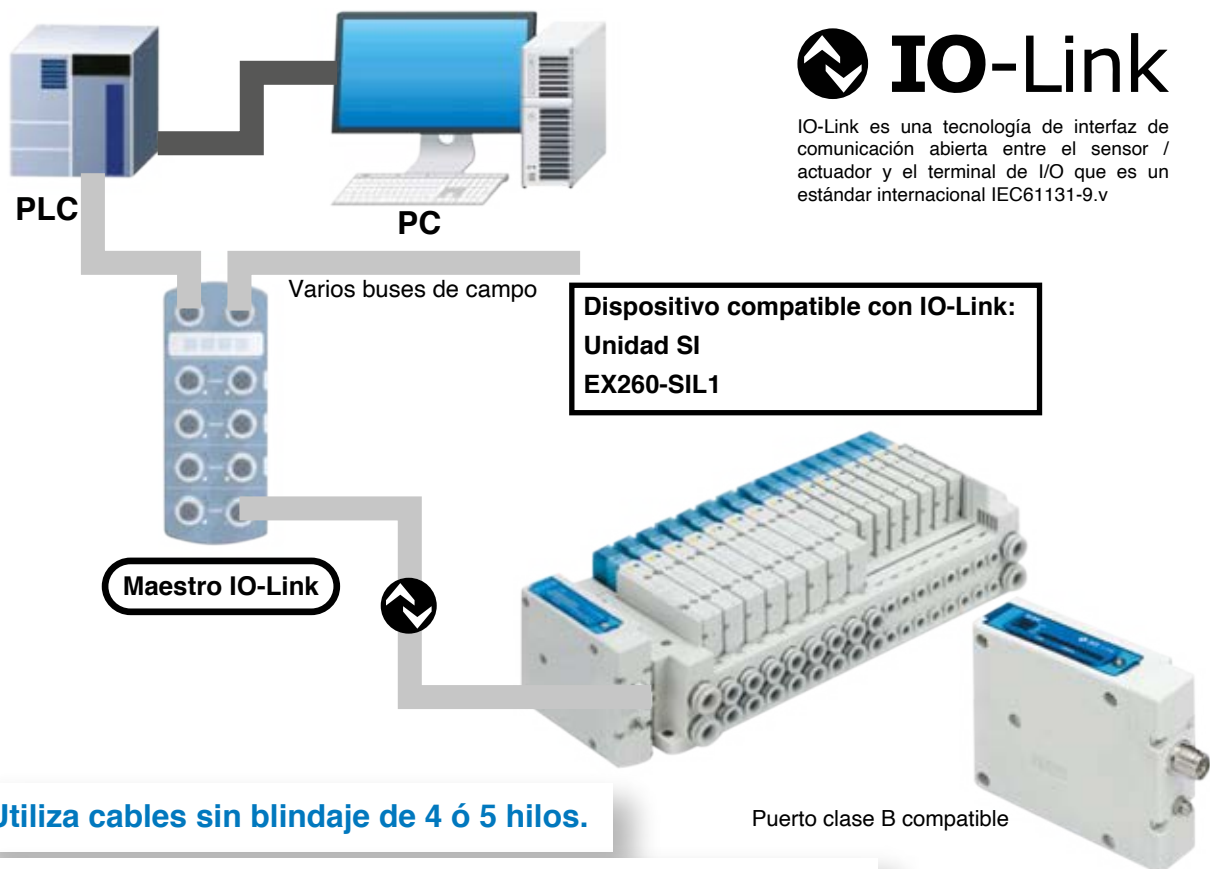 IO-Link
IO-Link es una tecnología de interfaz de
comunicación abierta entre el sensor /
actuador y el terminal de I/O que es un
estándar internacional IEC61131-9.v
PLC
PC
Varios buses de campo
Dispositivo compatible con IO-Link:
Unidad SI
EX260-SIL1
Maestro IO-Link
Puerto clase B compatible
Utiliza cables sin blindaje de 4 ó 5 hilos.